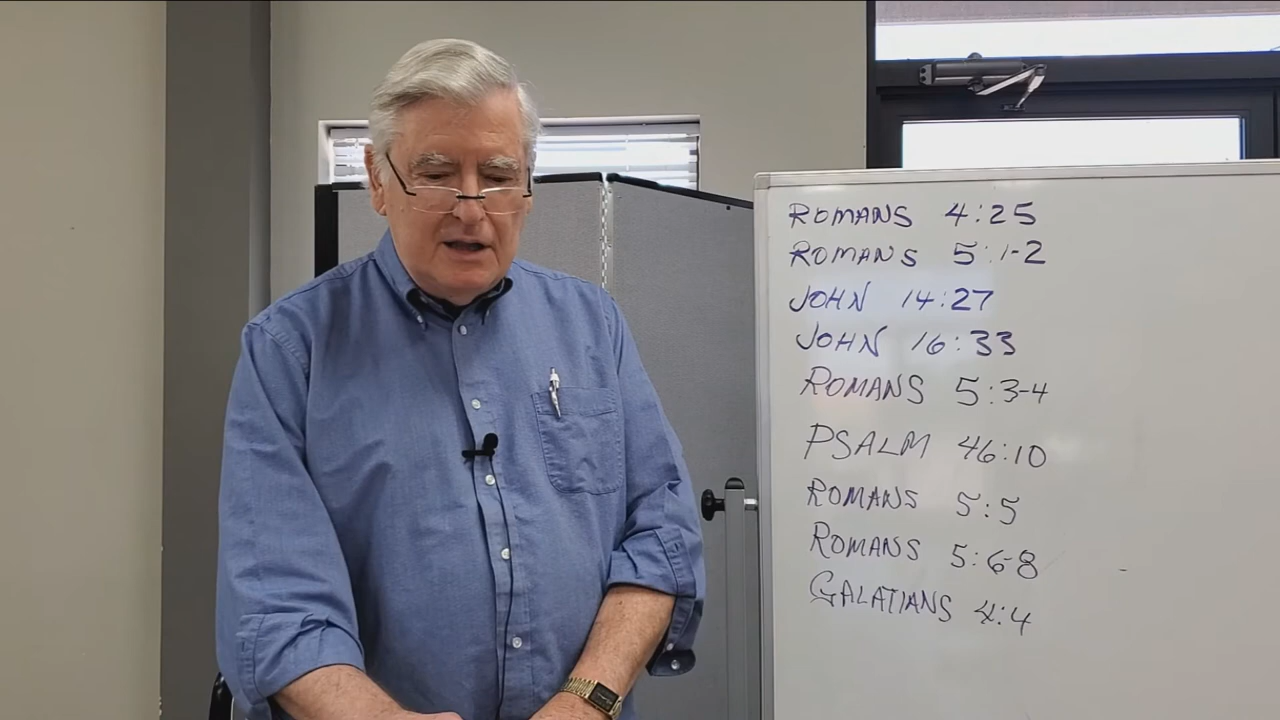 ROMANS 4:25
ROMANS 5:1-2
JOHN 14:27
JOHN 16:33
ROMANS 5:3-4
PSALM 46:10
ROMANS 5:5
ROMANS 5:6-8
GALATIANS 4:4